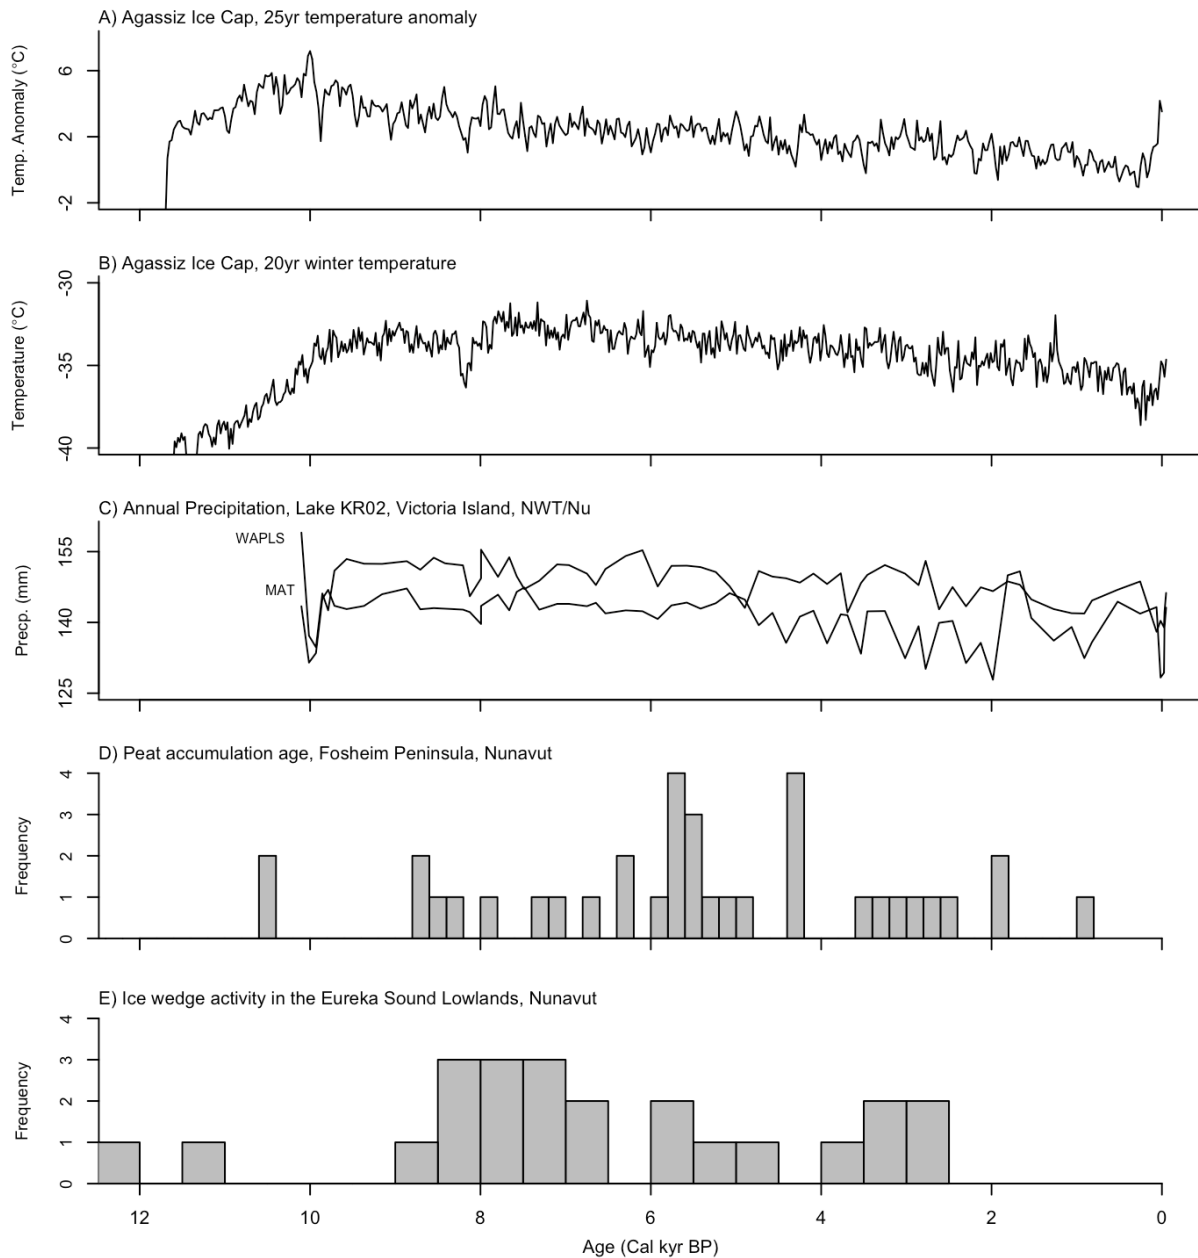 A) Agassiz Ice Cap, 25yr temperature anomaly
Temp. Anomaly (°C)
6
2
-2
B) Agassiz Ice Cap, 20yr winter temperature
Temperature (°C)
-30
-35
-40
C) Annual Precipitation, Lake KR02, Victoria Island, NWT/Nu
Precp. (mm)
WAPLS
155
MAT
140
125
D) Peat accumulation age, Fosheim Peninsula, Nunavut
Frequency
4
3
2
1
0
E) Ice wedge activity in the Eureka Sound Lowlands, Nunavut
Frequency
4
3
2
1
0
12 10 8 6 4 2 0
Age (Cal kyr BP)